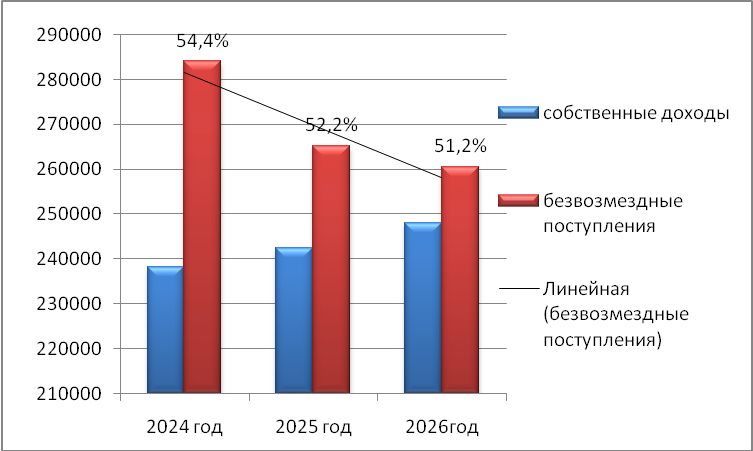 290000
280000
270000
260000
250000
240000
230000
220000
210000
54,4%
52,2%
51,2%
2024 год
2025 год
2026год
собственные доходы
безвозмездные
поступления
Линейная
(безвозмездные
поступления)